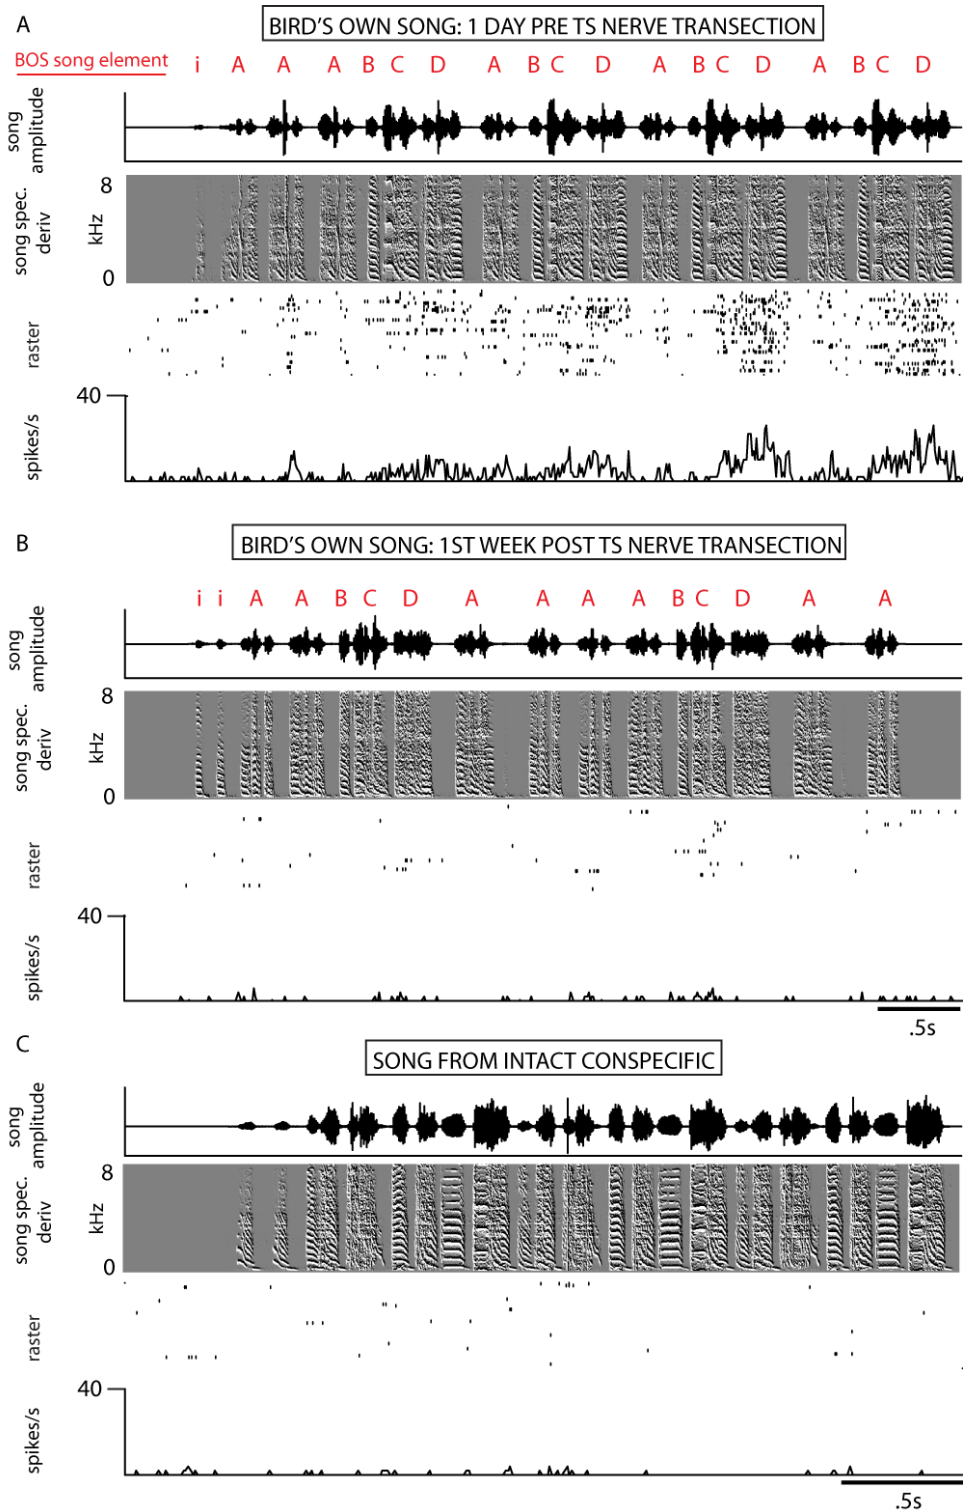 A
BIRD'S OWN SONG: 1 DAY PRE TS NERVE TRANSECTION
BOS song element
i A A A B C D A B C D A B C D A B C D
song
amplitude
song spec.
deriv
kHz
8
0
raster
40
spikes/s
B
BIRD'S OWN SONG: 1ST WEEK POST TS NERVE TRANSECTION
i i A A B C D A A A A B C D A A
song
amplitude
song spec.
deriv
kHz
8
0
raster
40
spikes/s
.5s
C
SONG FROM INTACT CONSPECIFIC
song
amplitude
song spec.
deriv
kHz
8
0
raster
40
spikes/s
.5s